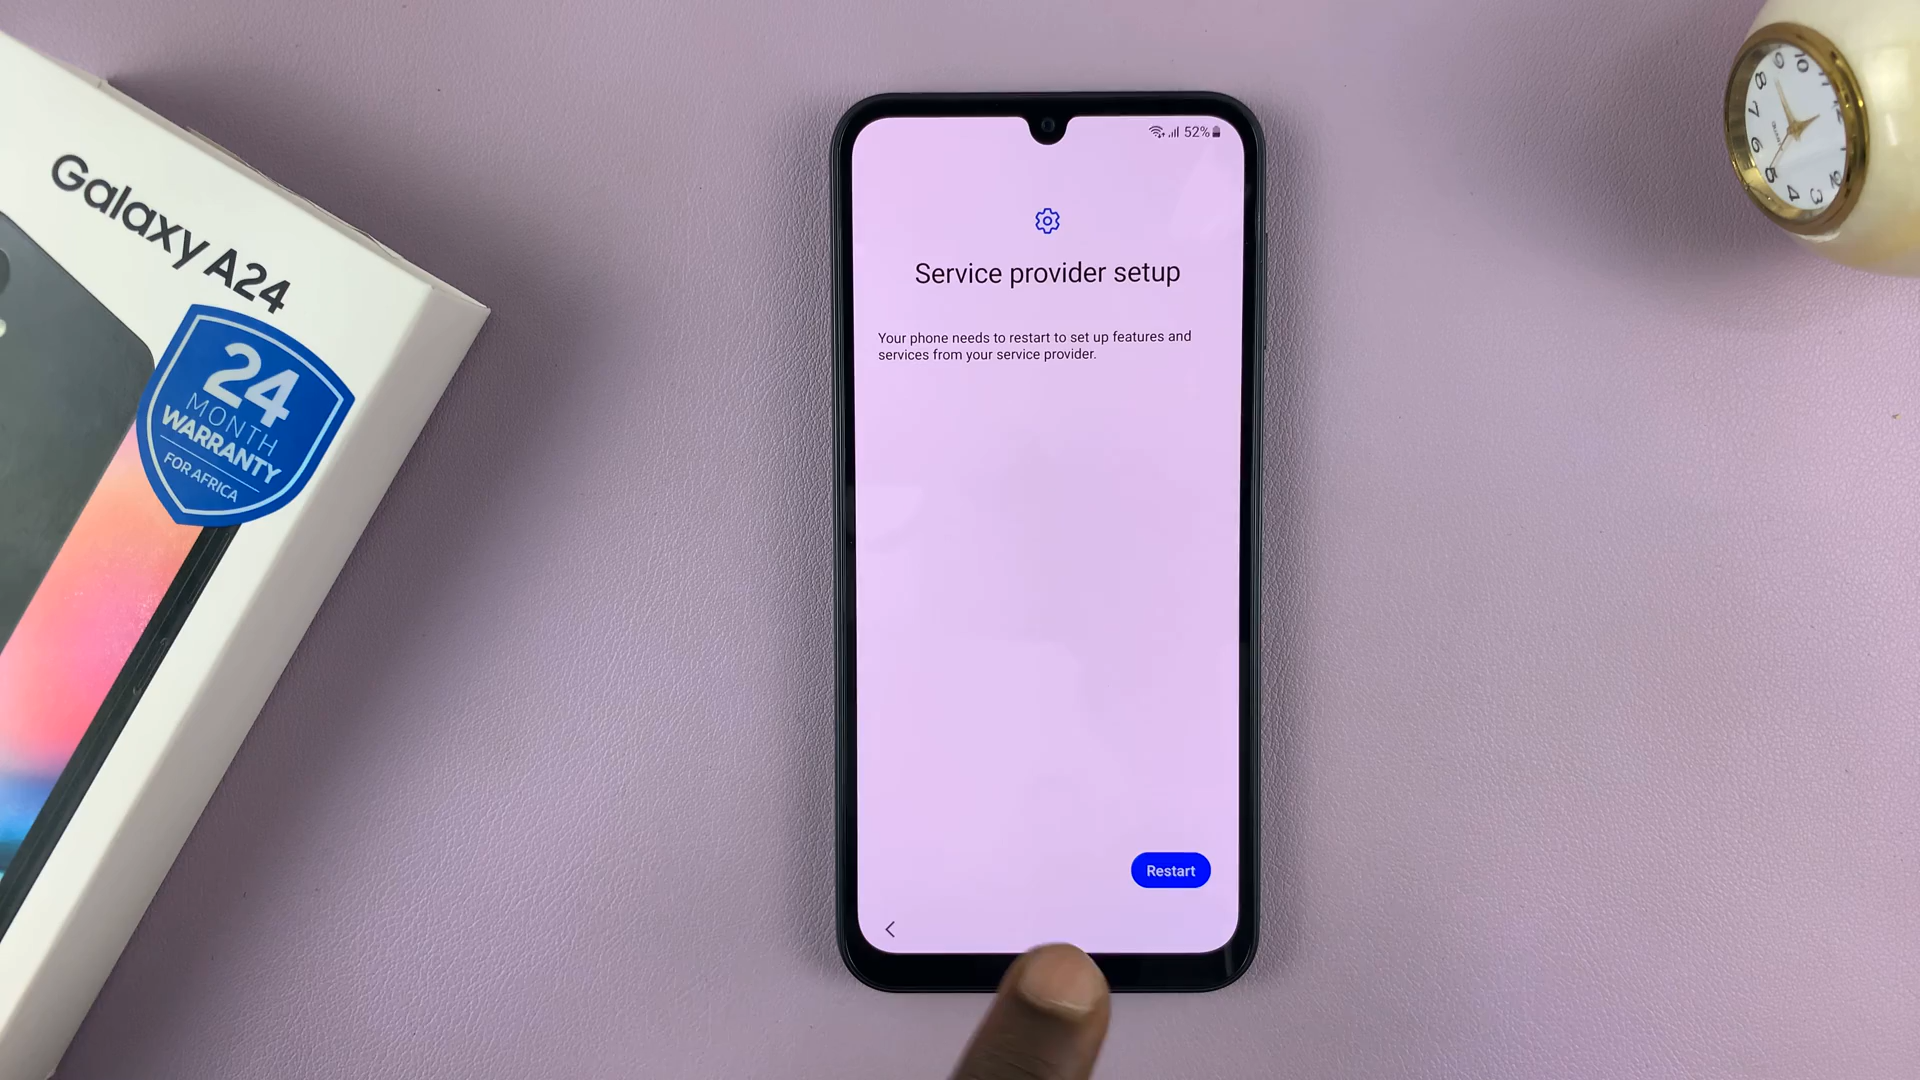 Galaxy A24
24
MONTH
WARRANTY
FOR AFRICA
52%
Service provider setup
Your phone needs to restart to set up features and
services from your service provider.
Restart